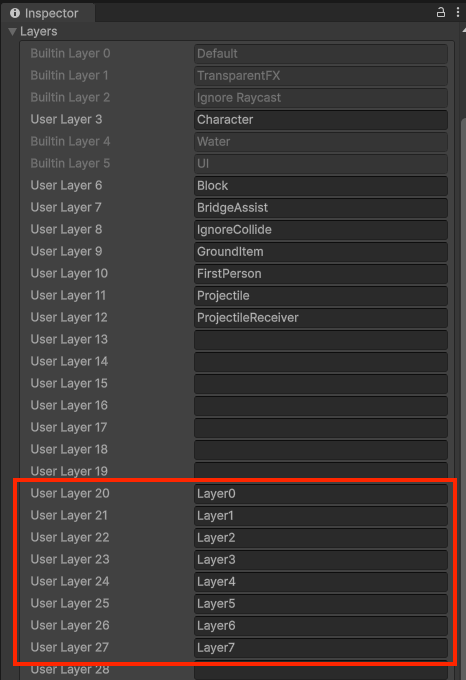 Inspector
Layers
Builtin Layer 0 Default
Builtin Layer 1 TransparentFX
Builtin Layer 2 Ignore Raycast
User Layer 3 Character
Builtin Layer 4 Water
Builtin Layer 5 UI
User Layer 6 Block
User Layer 7 BridgeAssist
User Layer 8 IgnoreCollide
User Layer 9 GroundItem
User Layer 10 FirstPerson
User Layer 11 Projectile
User Layer 12 ProjectileReceiver
User Layer 13
User Layer 14
User Layer 15
User Layer 16
User Layer 17
User Layer 18
User Layer 19
User Layer 20 Layer0
User Layer 21 Layer1
User Layer 22 Layer2
User Layer 23 Layer3
User Layer 24 Layer4
User Layer 25 Layer5
User Layer 26 Layer6
User Layer 27 Layer7
User Layer 28